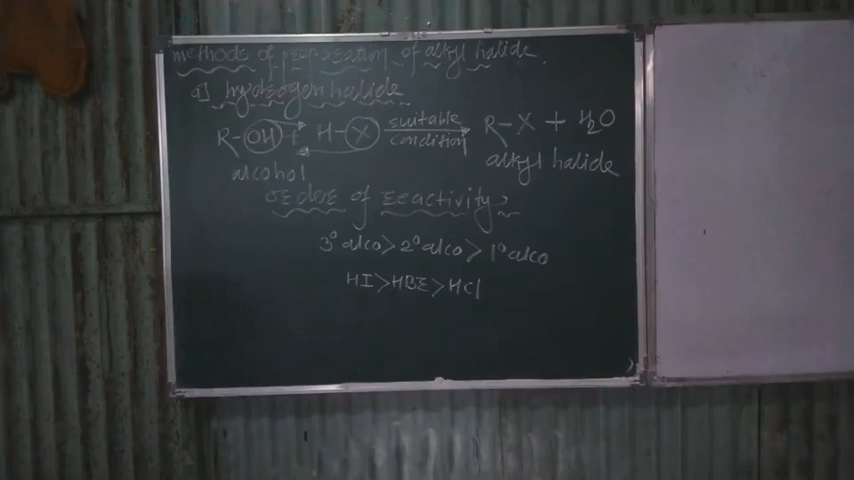 methods of preparation of alkyl halide.
a] hydrogen halide
R-OH + H-X suitable condition R-X + H2O
alcohol alkyl halide
order of reactivity :-
3° alco > 2° alco > 1° alco
HI > HBr > HCl